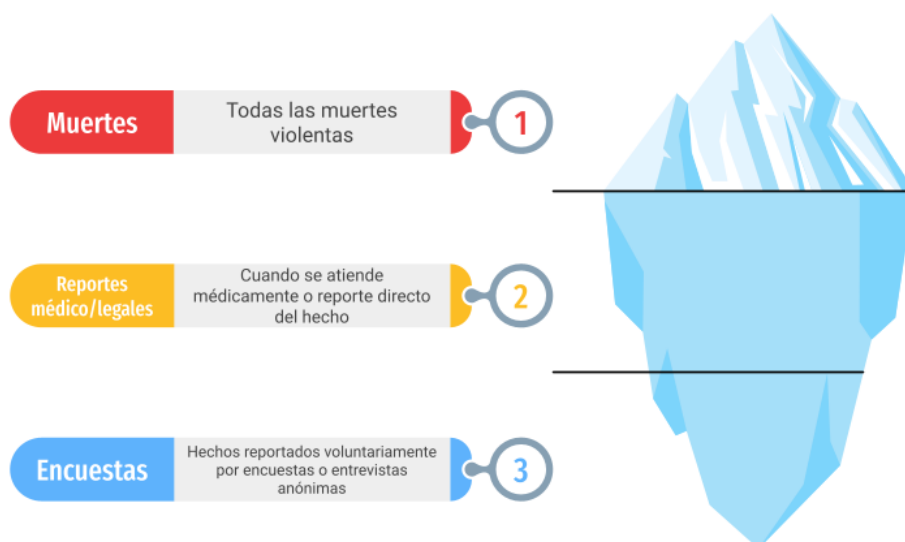 Muertes
Todas las muertes
violentas
1
Reportes
médico/legales
Cuando se atiende
médicamente o reporte directo
del hecho
2
Encuestas
Hechos reportados voluntariamente
por encuestas o entrevistas
anónimas
3